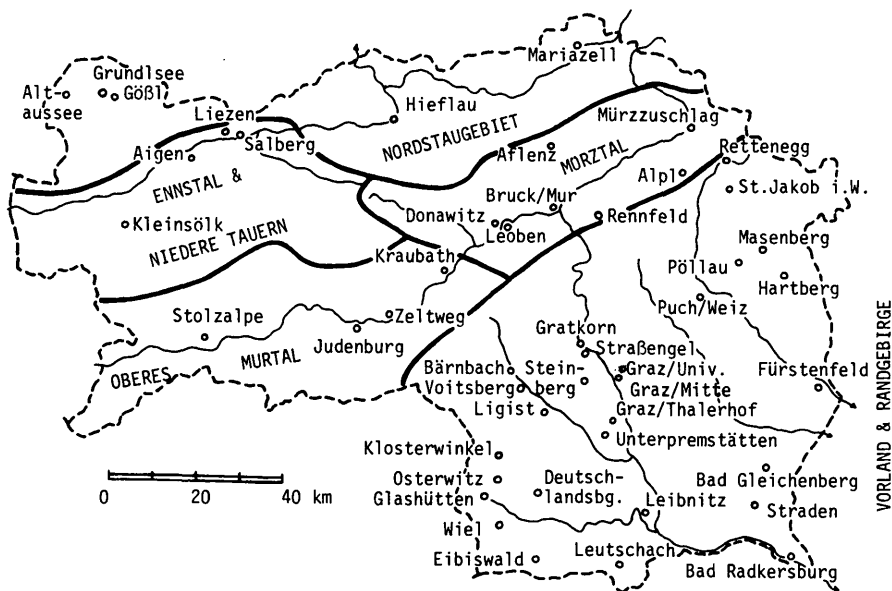 Mariazell
Grundlsee
Alt-
aussee
Gößl
Liezen
Hieflau
Salberg
Aigen
NORDSTAUGEBIET
Mürzzuschlag
Aflenz
MÜRZTAL
Rettenegg
Alpl
St.Jakob i.W.
ENNSTAL &
NIEDERE TAUERN
Kleinsölk
Bruck/Mur
Donawitz
Leoben
Rennfeld
Kraubath
Masenberg
Pöllau
Hartberg
Puch/Weiz
Stolzalpe
Zeltweg
Judenburg
OBERES
MURTAL
Gratkorn
Straßengel
Bärnbach
Stein-
berg
Voitsberg
Graz/Univ.
Graz/Mitte
Fürstenfeld
Ligist
Graz/Thalerhof
Unterpremstätten
Klosterwinkel
Osterwitz
Glashütten
Deutsch-
landsbg.
Bad
Gleichenberg
Leibnitz
Straden
Wiel
Eibiswald
Leutschach
Bad Radkersburg
0 20 40 km
VORLAND & RANDGEBIRGE